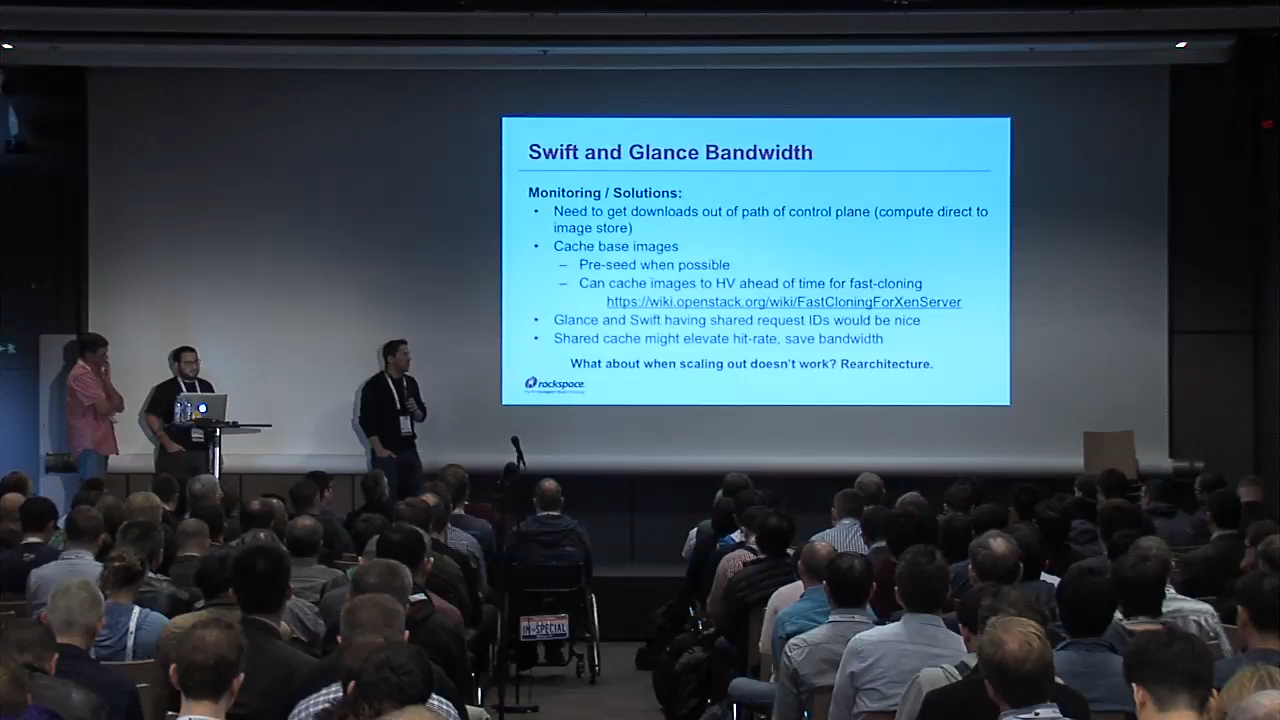 Swift and Glance Bandwidth
Monitoring / Solutions:
• Need to get downloads out of path of control plane (compute direct to
image store)
• Cache base images
– Pre-seed when possible
– Can cache images to HV ahead of time for fast-cloning
https://wiki.openstack.org/wiki/FastCloningForXenServer
• Glance and Swift having shared request IDs would be nice
• Shared cache might elevate hit-rate, save bandwidth
What about when scaling out doesn't work? Rearchitecture.
rackspace
IN-SPECIAL